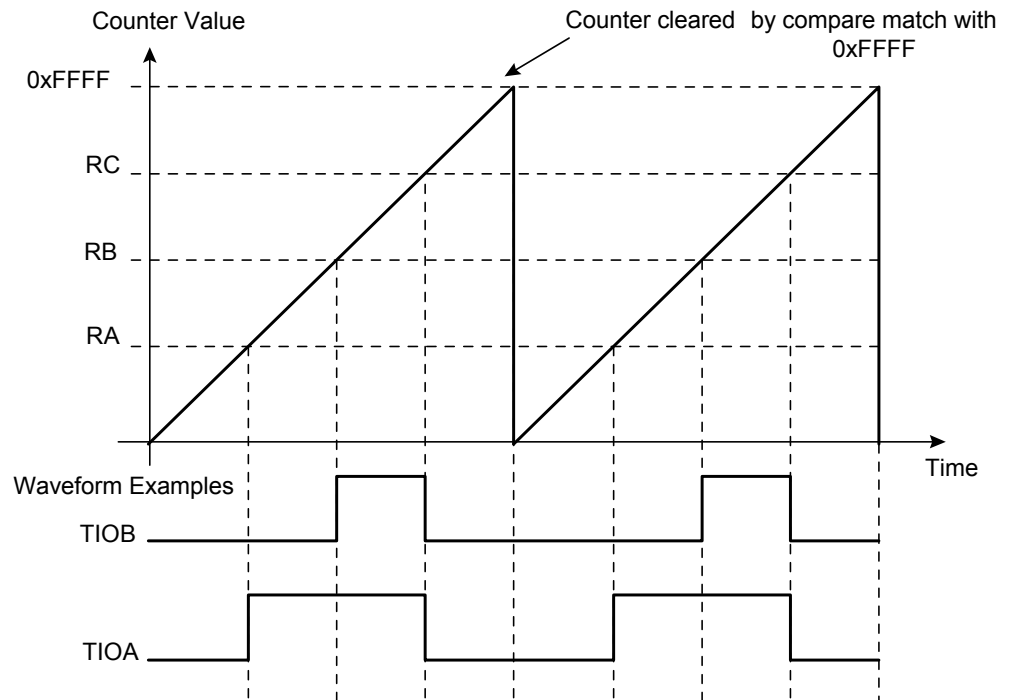 Counter Value
Counter cleared by compare match with
0xFFFF
0xFFFF
RC
RB
RA
Time
Waveform Examples
TIOB
TIOA